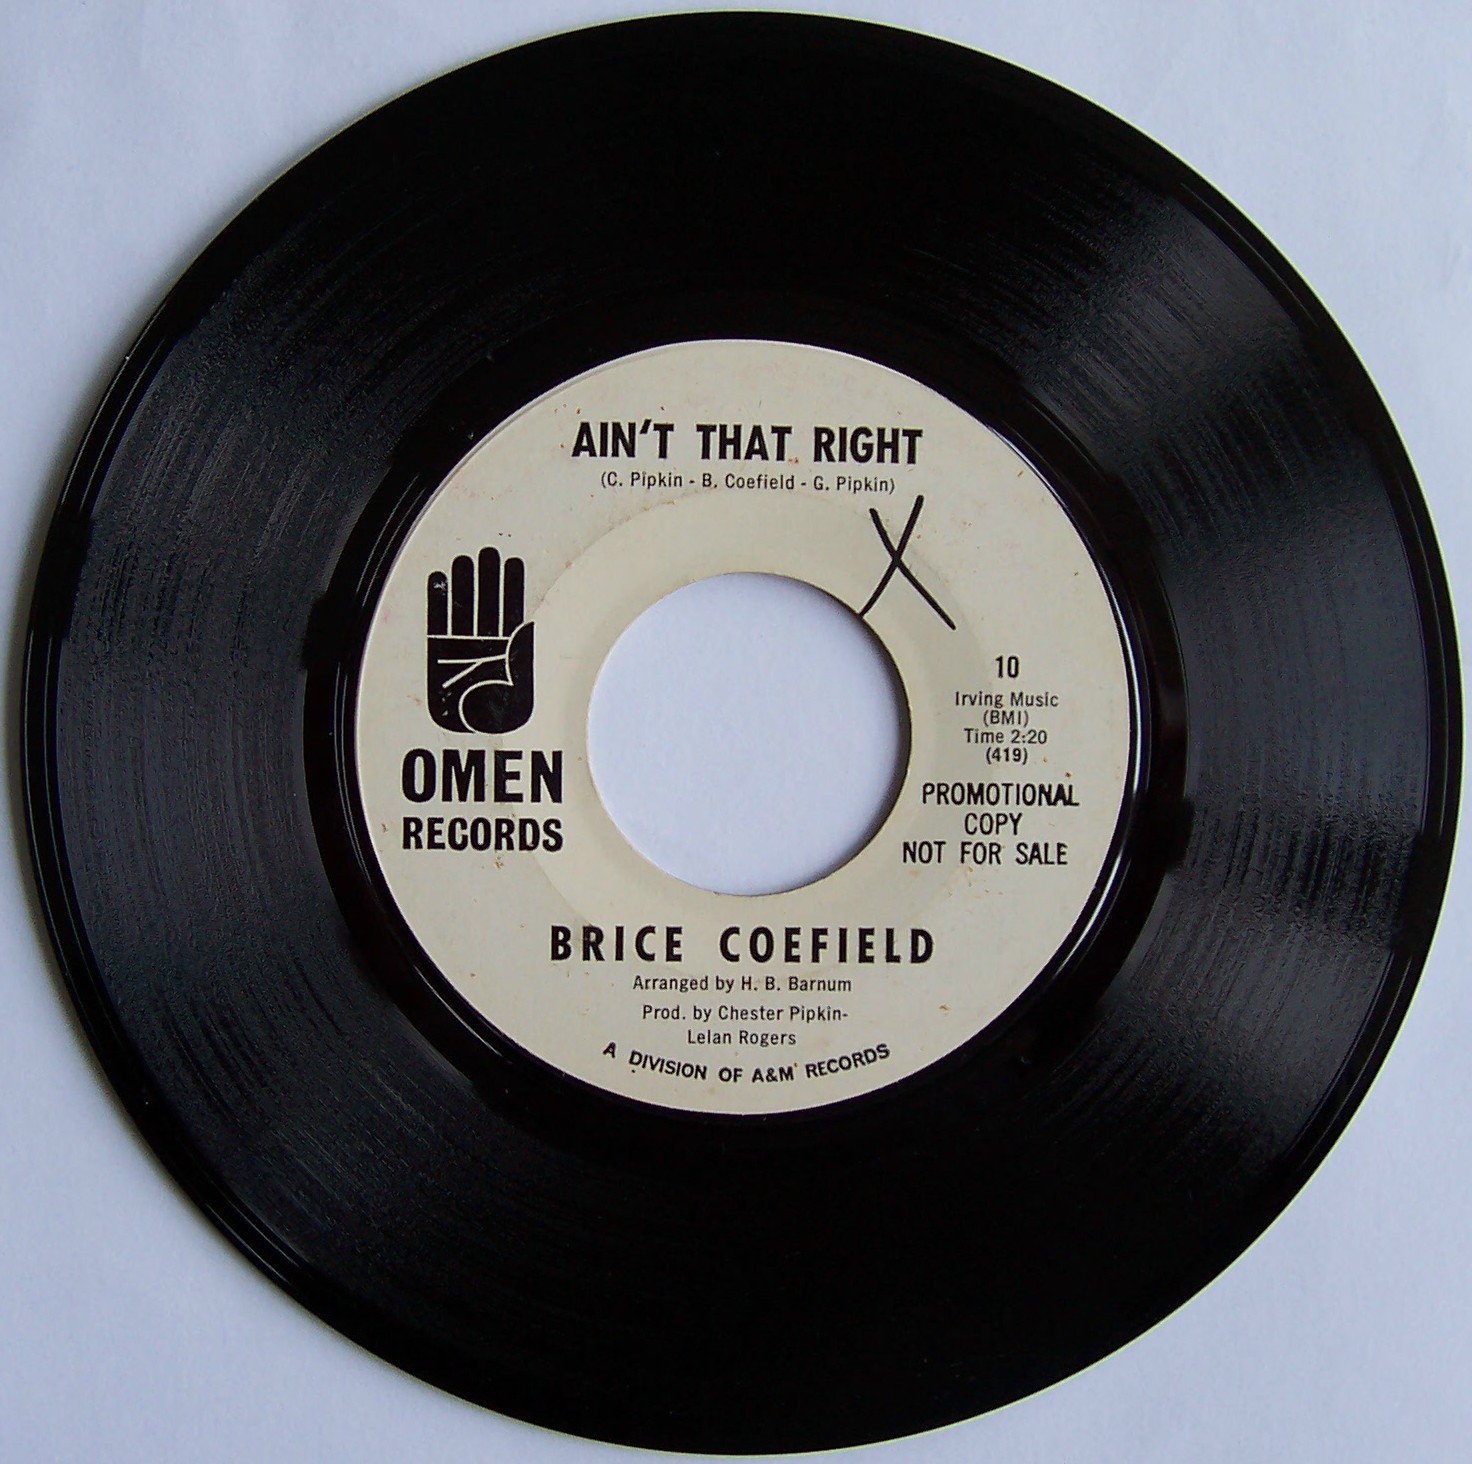 AIN'T THAT RIGHT
(C. Pipkin - B. Coefield - G. Pipkin)
X
OMEN
RECORDS
10
Irving Music
(BMI)
Time 2:20
(419)
PROMOTIONAL
COPY
NOT FOR SALE
BRICE COEFIELD
Arranged by H. B. Barnum
Prod. by Chester Pipkin-
Lelan Rogers
A DIVISION OF A&M RECORDS